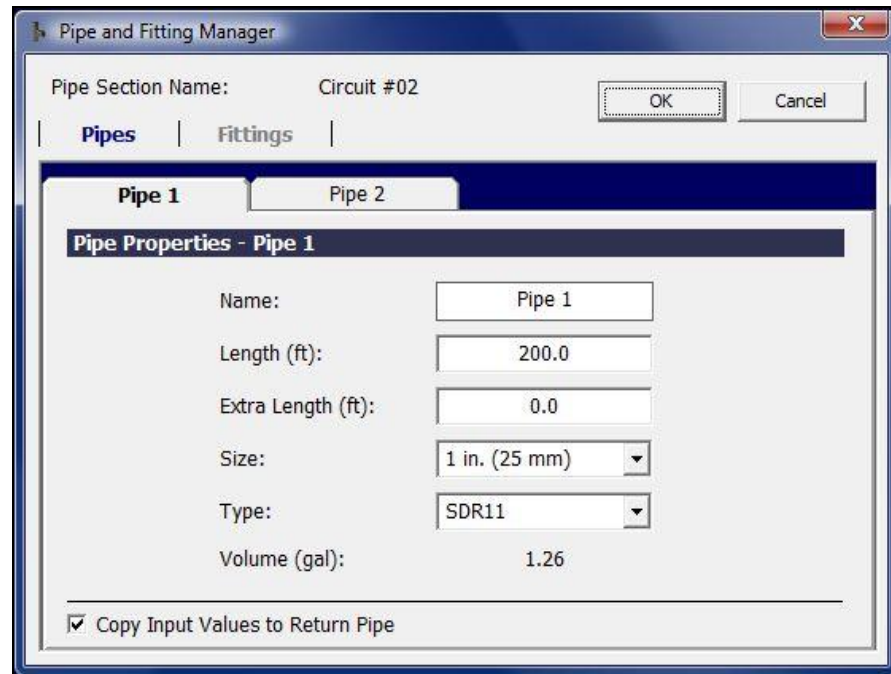 Pipe and Fitting Manager
Pipe Section Name: Circuit #02
OK Cancel
Pipes Fittings
Pipe 1 Pipe 2
Pipe Properties - Pipe 1
Name: Pipe 1
Length (ft): 200.0
Extra Length (ft): 0.0
Size: 1 in. (25 mm)
Type: SDR11
Volume (gal): 1.26
Copy Input Values to Return Pipe